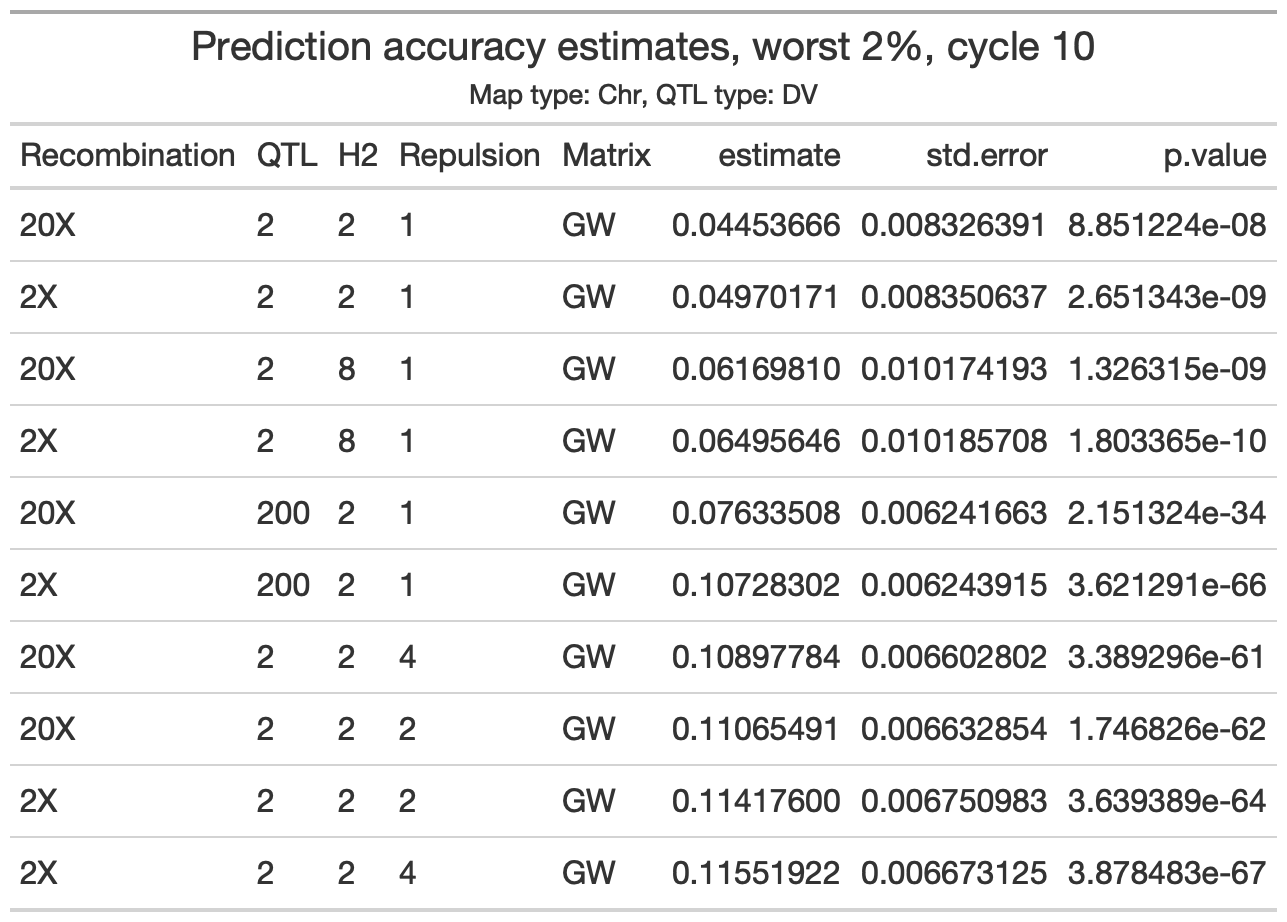 Prediction accuracy estimates, worst 2%, cycle 10
Map type: Chr, QTL type: DV
Recombination QTL H2 Repulsion Matrix estimate std.error p.value
20X 2 2 1 GW 0.04453666 0.008326391 8.851224e-08
2X 2 2 1 GW 0.04970171 0.008350637 2.651343e-09
20X 2 8 1 GW 0.06169810 0.010174193 1.326315e-09
2X 2 8 1 GW 0.06495646 0.010185708 1.803365e-10
20X 200 2 1 GW 0.07633508 0.006241663 2.151324e-34
2X 200 2 1 GW 0.10728302 0.006243915 3.621291e-66
20X 2 2 4 GW 0.10897784 0.006602802 3.389296e-61
20X 2 2 2 GW 0.11065491 0.006632854 1.746826e-62
2X 2 2 2 GW 0.11417600 0.006750983 3.639389e-64
2X 2 2 4 GW 0.11551922 0.006673125 3.878483e-67